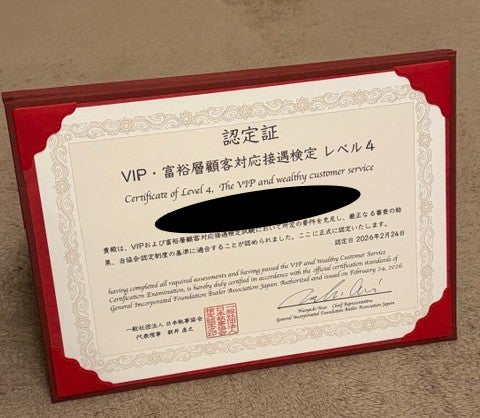 認定証
VIP・富裕層顧客対応接遇検定 レベル4
Certificate of Level 4, The VIP and wealthy customer service
貴殿は、VIPおよび富裕層顧客対応接遇検定試験において所定の要件を充足し、厳正なる審査の結
果、当協会認定制度の基準に適合することが認められました。ここに正式に認定いたします。
認定日 2026年2月24日
having completed all required assessments and having passed the VIP and Wealthy Customer Service
Certification Examination, is hereby duly certified in accordance with the official certification standards of
General Incorporated Foundation Butler Association Japan. Authorized and issued on February 24, 2026.
一般社団法人 日本執事協会
代表理事 新井 直之
Naoyuki Arai Chief Representative
General Incorporated Foundation Butler Association Japan